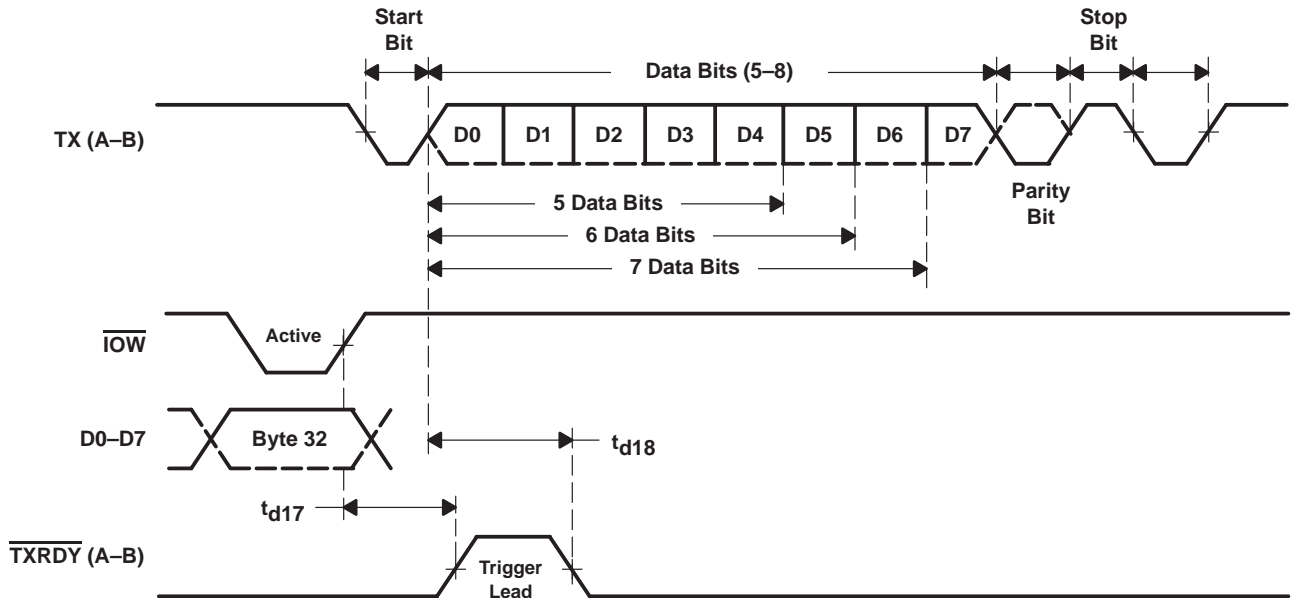 Start
Bit
Stop
Bit
Data Bits (5–8)
TX (A–B)
D0
D1
D2
D3
D4
D5
D6
D7
Parity
Bit
5 Data Bits
6 Data Bits
7 Data Bits
IOW
Active
D0–D7
Byte 32
td18
td17
TXRDY (A–B)
Trigger
Lead